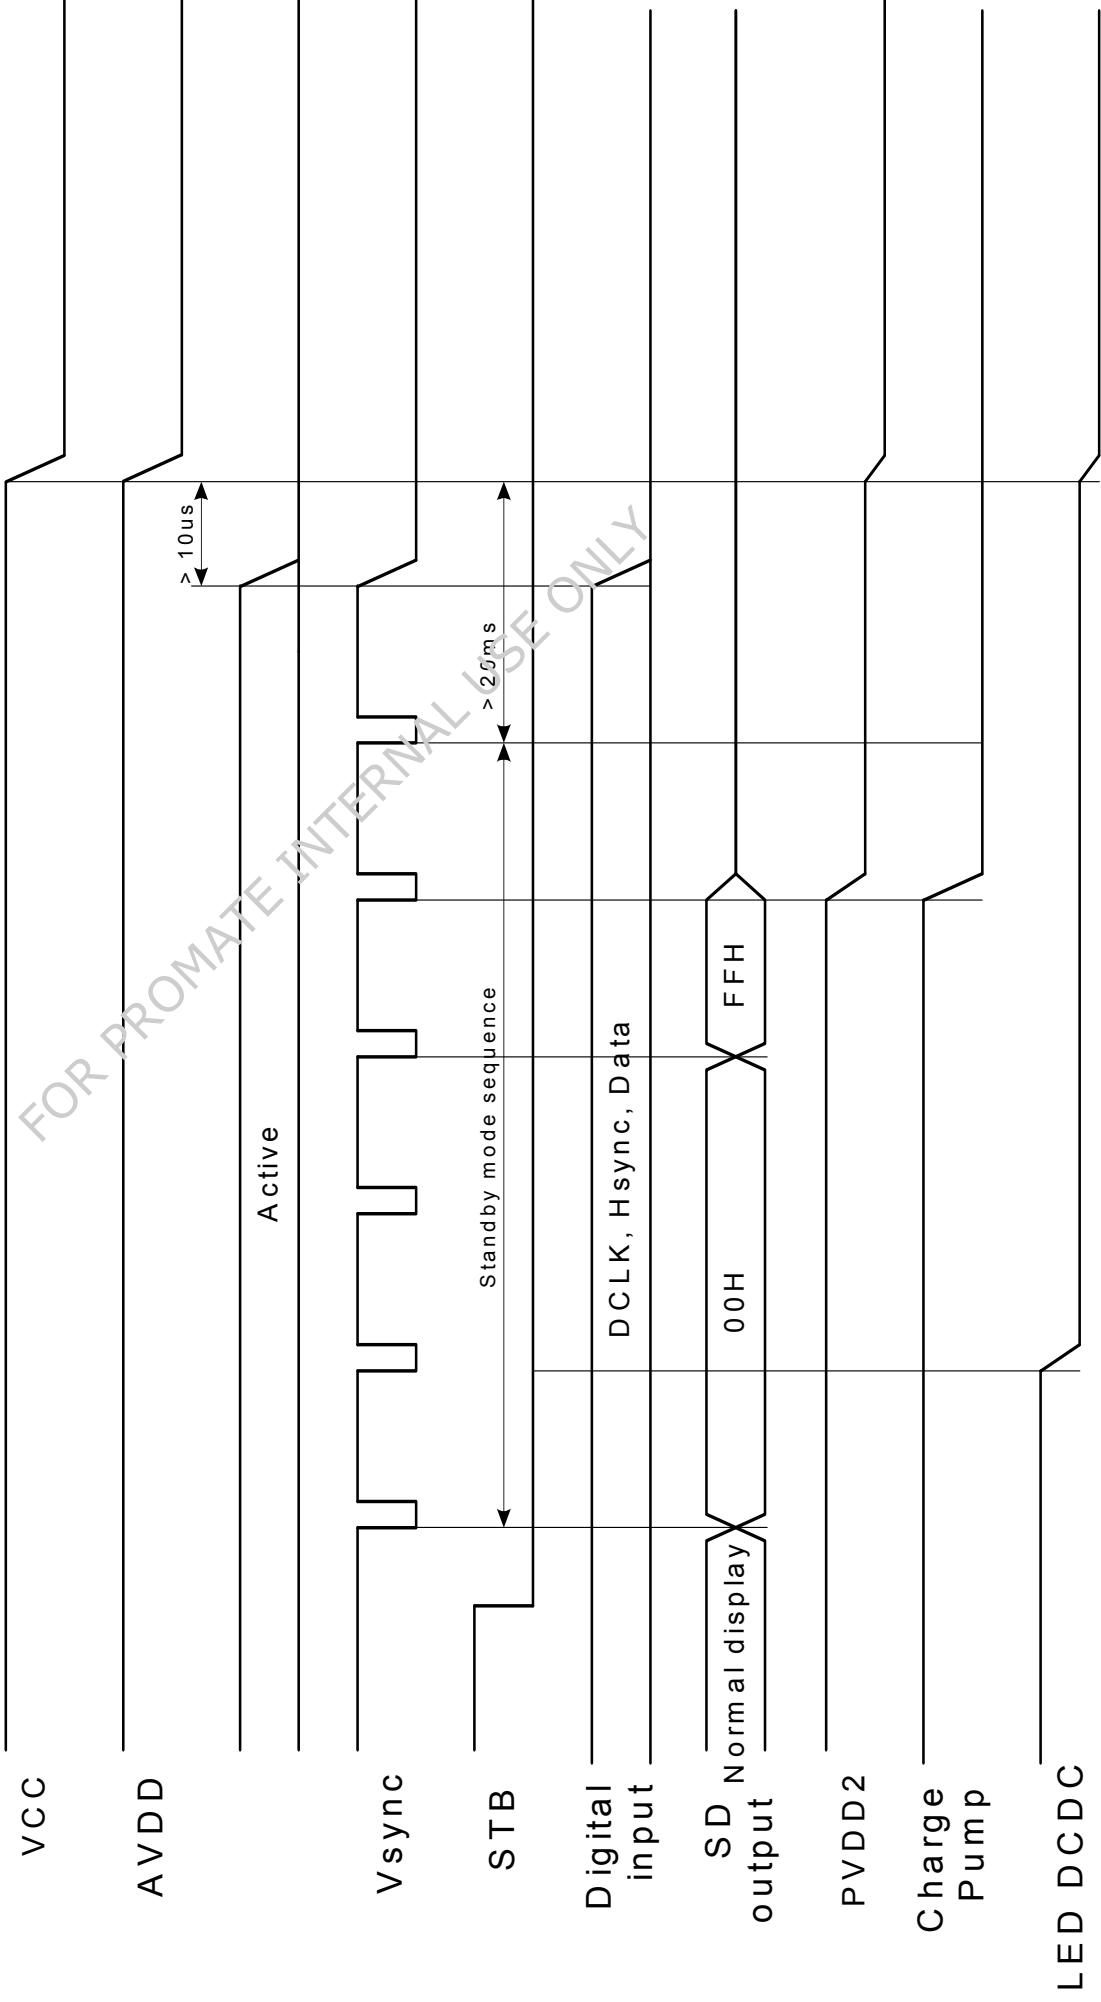 VCC
AVDD
> 10us
Active
Vsync
STB
> 20ms
Standby mode sequence
Digital
input
DCLK, Hsync, Data
SD
output
Normal display
00H
FFH
PVDD2
Charge
Pump
LED DCDC
FOR PROMATE INTERNAL USE ONLY